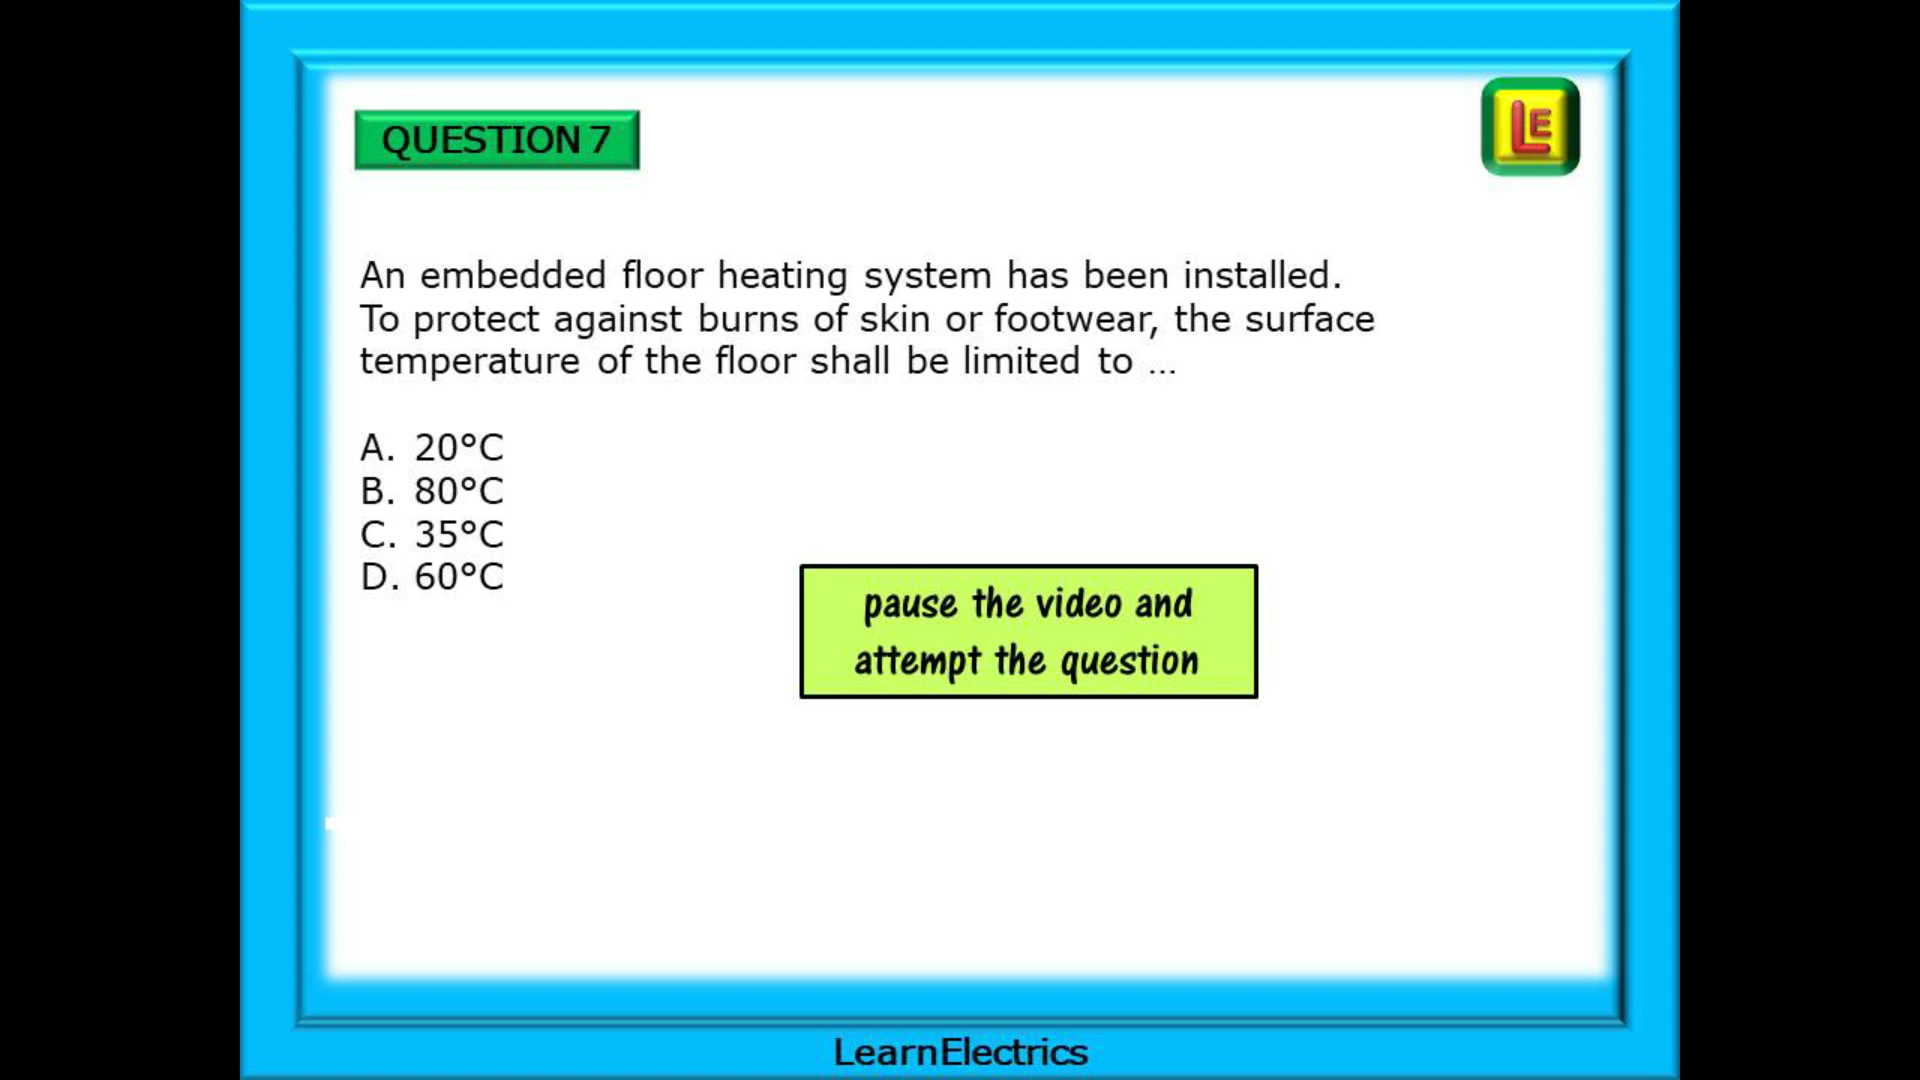 QUESTION 7
LE
An embedded floor heating system has been installed.
To protect against burns of skin or footwear, the surface
temperature of the floor shall be limited to ...
A. 20°C
B. 80°C
C. 35°C
D. 60°C
pause the video and
attempt the question
LearnElectrics